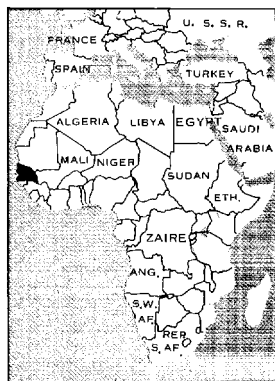 U. S. S. R.
FRANCE
SPAIN
TURKEY
ALGERIA
LIBYA
EGYPT
SAUDI
ARABIA
MALI
NIGER
SUDAN
ETH.
ZAIRE
ANG.
S.W.
AF.
REP.
S. AF.